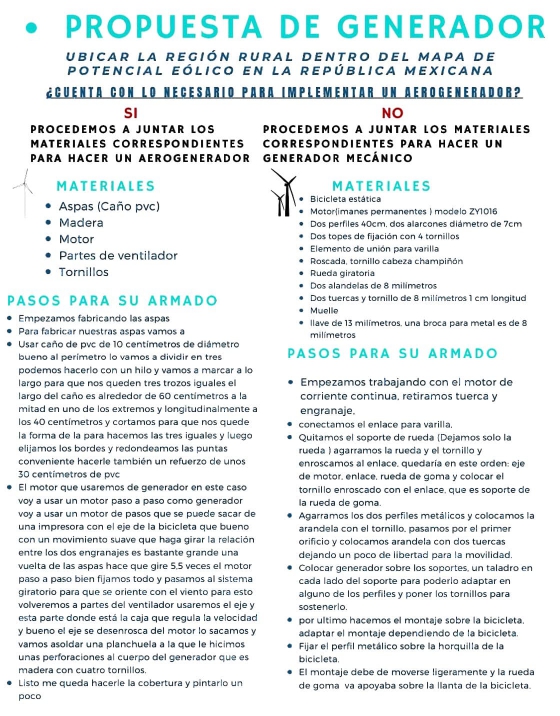 • PROPUESTA DE GENERADOR
UBICAR LA REGIÓN RURAL DENTRO DEL MAPA DE
POTENCIAL EÓLICO EN LA REPÚBLICA MEXICANA
¿CUENTA CON LO NECESARIO PARA IMPLEMENTAR UN AEROGENERADOR?
SI
PROCEDEMOS A JUNTAR LOS
MATERIALES CORRESPONDIENTES
PARA HACER UN AEROGENERADOR
MATERIALES
• Aspas (Caño pvc)
• Madera
• Motor
• Partes de ventilador
• Tornillos
PASOS PARA SU ARMADO
• Empezamos fabricando las aspas
• Para fabricar nuestras aspas vamos a
• Usar caño de pvc de 10 centímetros de diámetro
bueno al perímetro lo vamos a dividir en tres
podemos hacerlo con un hilo y vamos a marcar a lo
largo para que nos queden tres trozos iguales el
largo del caño es alrededor de 60 centímetros a la
mitad en uno de los extremos y longitudinalmente a
los 40 centímetros y cortamos para que nos quede
la forma de la para hacemos las tres iguales y luego
elijamos los bordes y redondeamos las puntas
conveniente hacerle también un refuerzo de unos
30 centímetros de pvc
• El motor que usaremos de generador en este caso
voy a usar un motor paso a paso como generador
voy a usar un motor de pasos que se puede sacar de
una impresora con el eje de la bicicleta que bueno
con un movimiento suave que haga girar la relación
entre los dos engranajes es bastante grande una
vuelta de las aspas hace que gire 5,5 veces el motor
paso a paso bien fijamos todo y pasamos al sistema
giratorio para que se oriente con el viento para esto
volveremos a partes del ventilador usaremos el eje y
esta parte donde está la caja que regula la velocidad
y bueno el eje se desenrosca del motor lo sacamos y
vamos asoldar una planchuela a la que le hicimos
unas perforaciones al cuerpo del generador que es
madera con cuatro tornillos.
• Listo me queda hacerle la cobertura y pintarlo un
poco
NO
PROCEDEMOS A JUNTAR LOS MATERIALES
CORRESPONDIENTES PARA HACER UN
GENERADOR MECÁNICO
MATERIALES
• Bicicleta estática
• Motor(imanes permanentes ) modelo ZY1016
• Dos perfiles 40cm, dos alarcones diámetro de 7cm
• Dos topes de fijación con 4 tornillos
• Elemento de unión para varilla
• Roscada, tornillo cabeza champiñón
• Rueda giratoria
• Dos alandelas de 8 milímetros
• Dos tuercas y tornillo de 8 milímetros 1 cm longitud
• Muelle
• llave de 13 milímetros, una broca para metal es de 8
milímetros
PASOS PARA SU ARMADO
• Empezamos trabajando con el motor de
corriente continua, retiramos tuerca y
engranaje,
• conectamos el enlace para varilla,
• Quitamos el soporte de rueda (Dejamos solo la
rueda ) agarramos la rueda y el tornillo y
enroscamos al enlace, quedaría en este orden: eje
de motor, enlace, rueda de goma y colocar el
tornillo enroscado con el enlace, que es soporte de
la rueda de goma.
• Agarramos los dos perfiles metálicos y colocamos la
arandela con el tornillo, pasamos por el primer
orificio y colocamos arandela con dos tuercas
dejando un poco de libertad para la movilidad.
• Colocar generador sobre los soportes, un taladro en
cada lado del soporte para poderlo adaptar en
alguno de los perfiles y poner los tornillos para
sostenerlo.
• por ultimo hacemos el montaje sobre la bicicleta,
adaptar el montaje dependiendo de la bicicleta.
• Fijar el perfil metálico sobre la horquilla de la
bicicleta.
• El montaje debe de moverse ligeramente y la rueda
de goma va apoyaba sobre la llanta de la bicicleta.